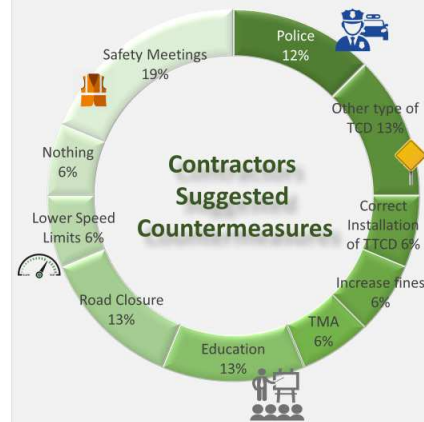 Contractors
Suggested
Countermeasures
Police
12%
Other type of
TCD 13%
Correct
Installation
of TTCD 6%
Increase fines
6%
TMA
6%
Education
13%
Road Closure
13%
Lower Speed
Limits 6%
Nothing
6%
Safety Meetings
19%